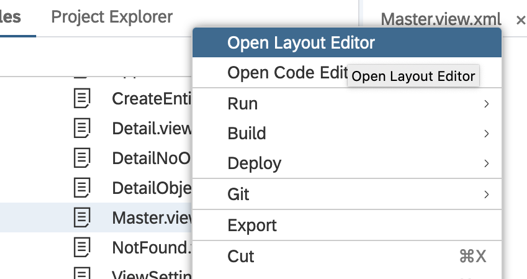 les Project Explorer Master.view.xml ×
Open Layout Editor
Open Code Edit
Open Layout Editor
CreateEnti
Run
Detail.view
Build
DetailNoO
Deploy
DetailObje
Git
Master.view
Export
NotFound.
Cut ⌘X
ViewSettin